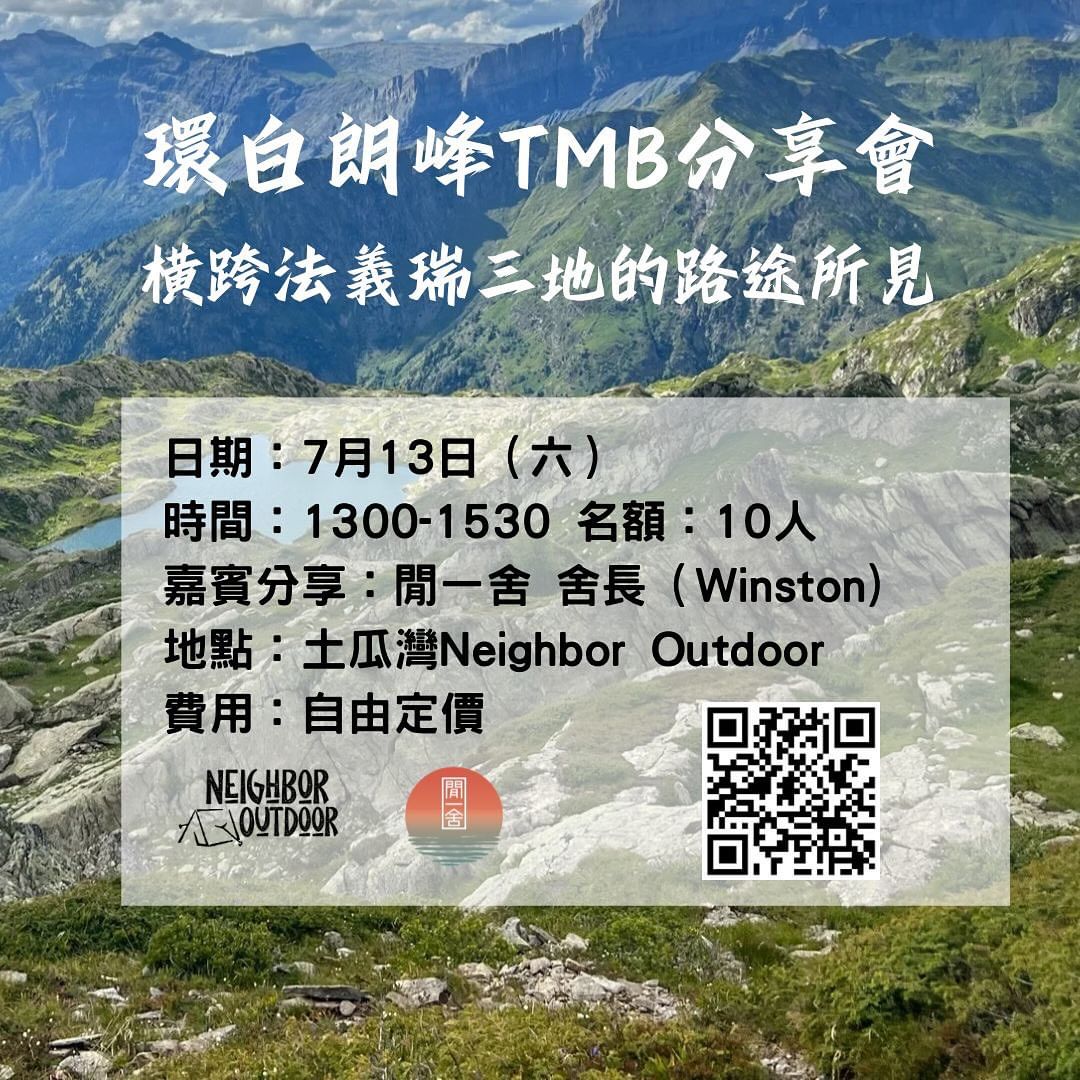 環白朗峰TMB分享會
橫跨法義瑞三地的路途所見
日期：7月13日（六）
時間：1300-1530 名額：10人
嘉賓分享：閒一舍 舍長（Winston）
地點：土瓜灣Neighbor Outdoor
費用：自由定價
NEIGHBOR
OUTDOOR
閒一舍